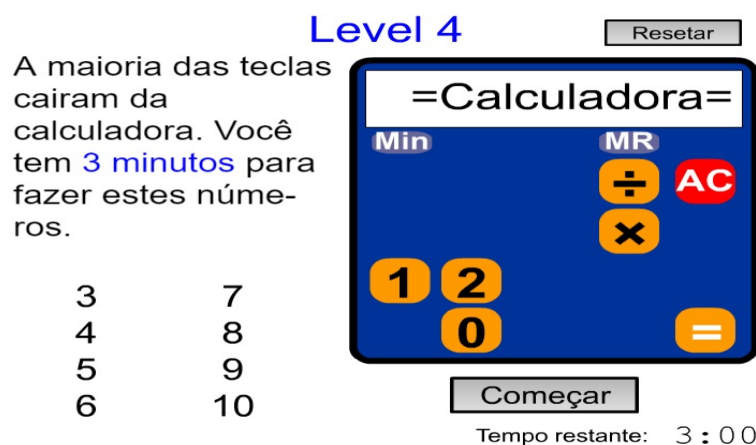 Level 4
Resetar
A maioria das teclas
cairam da
calculadora. Você
tem 3 minutos para
fazer estes núme-
ros.
3 7
4 8
5 9
6 10
=Calculadora=
Min MR
÷ AC
×
1 2
0 =
Começar
Tempo restante: 3:00